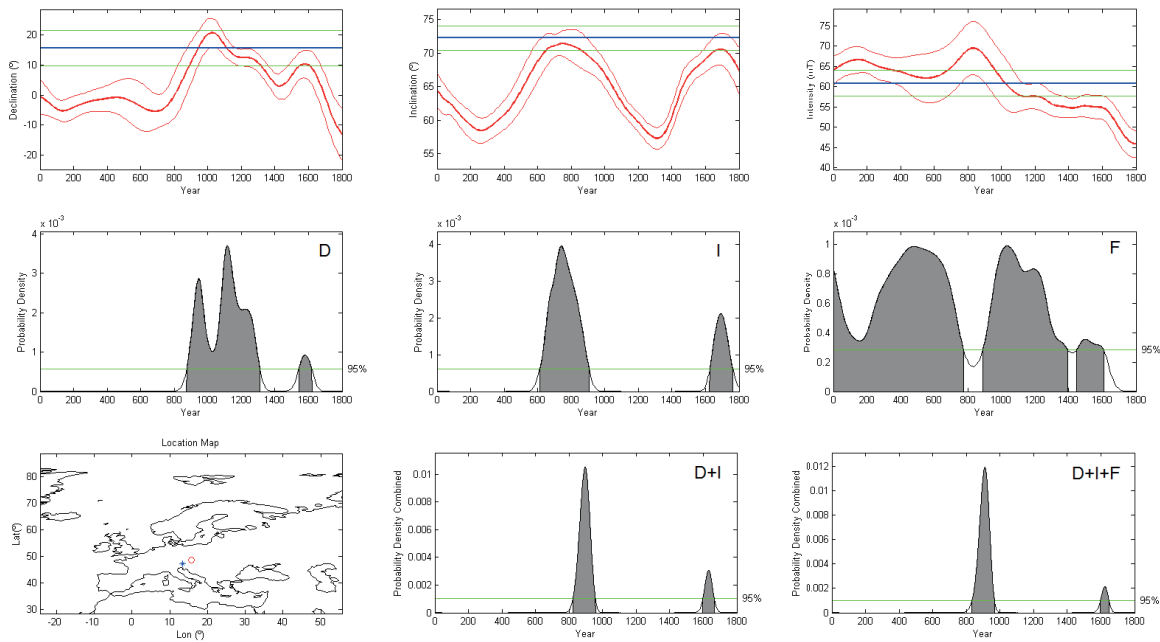 20
10
0
-10
-20
Declination (º)
0 200 400 600 800 1000 1200 1400 1600 1800
Year
75
70
65
60
55
Inclination (º)
0 200 400 600 800 1000 1200 1400 1600 1800
Year
75
70
65
60
55
50
45
40
Intensity (mT)
0 200 400 600 800 1000 1200 1400 1600 1800
Year
x 10⁻³
4
3
2
1
0
Probability Density
D
95%
0 200 400 600 800 1000 1200 1400 1600 1800
Year
x 10⁻³
4
3
2
1
0
Probability Density
I
95%
0 200 400 600 800 1000 1200 1400 1600 1800
Year
x 10⁻³
1
0.8
0.6
0.4
0.2
0
Probability Density
F
95%
0 200 400 600 800 1000 1200 1400 1600 1800
Year
Location Map
80
70
60
50
40
30
Lat(º)
-20 -10 0 10 20 30 40 50
Lon (º)
0.01
0.008
0.006
0.004
0.002
0
Probability Density Combined
D+I
95%
0 200 400 600 800 1000 1200 1400 1600 1800
Year
0.012
0.010
0.008
0.006
0.004
0.002
0.000
Probability Density Combined
D+I+F
95%
0 200 400 600 800 1000 1200 1400 1600 1800
Year